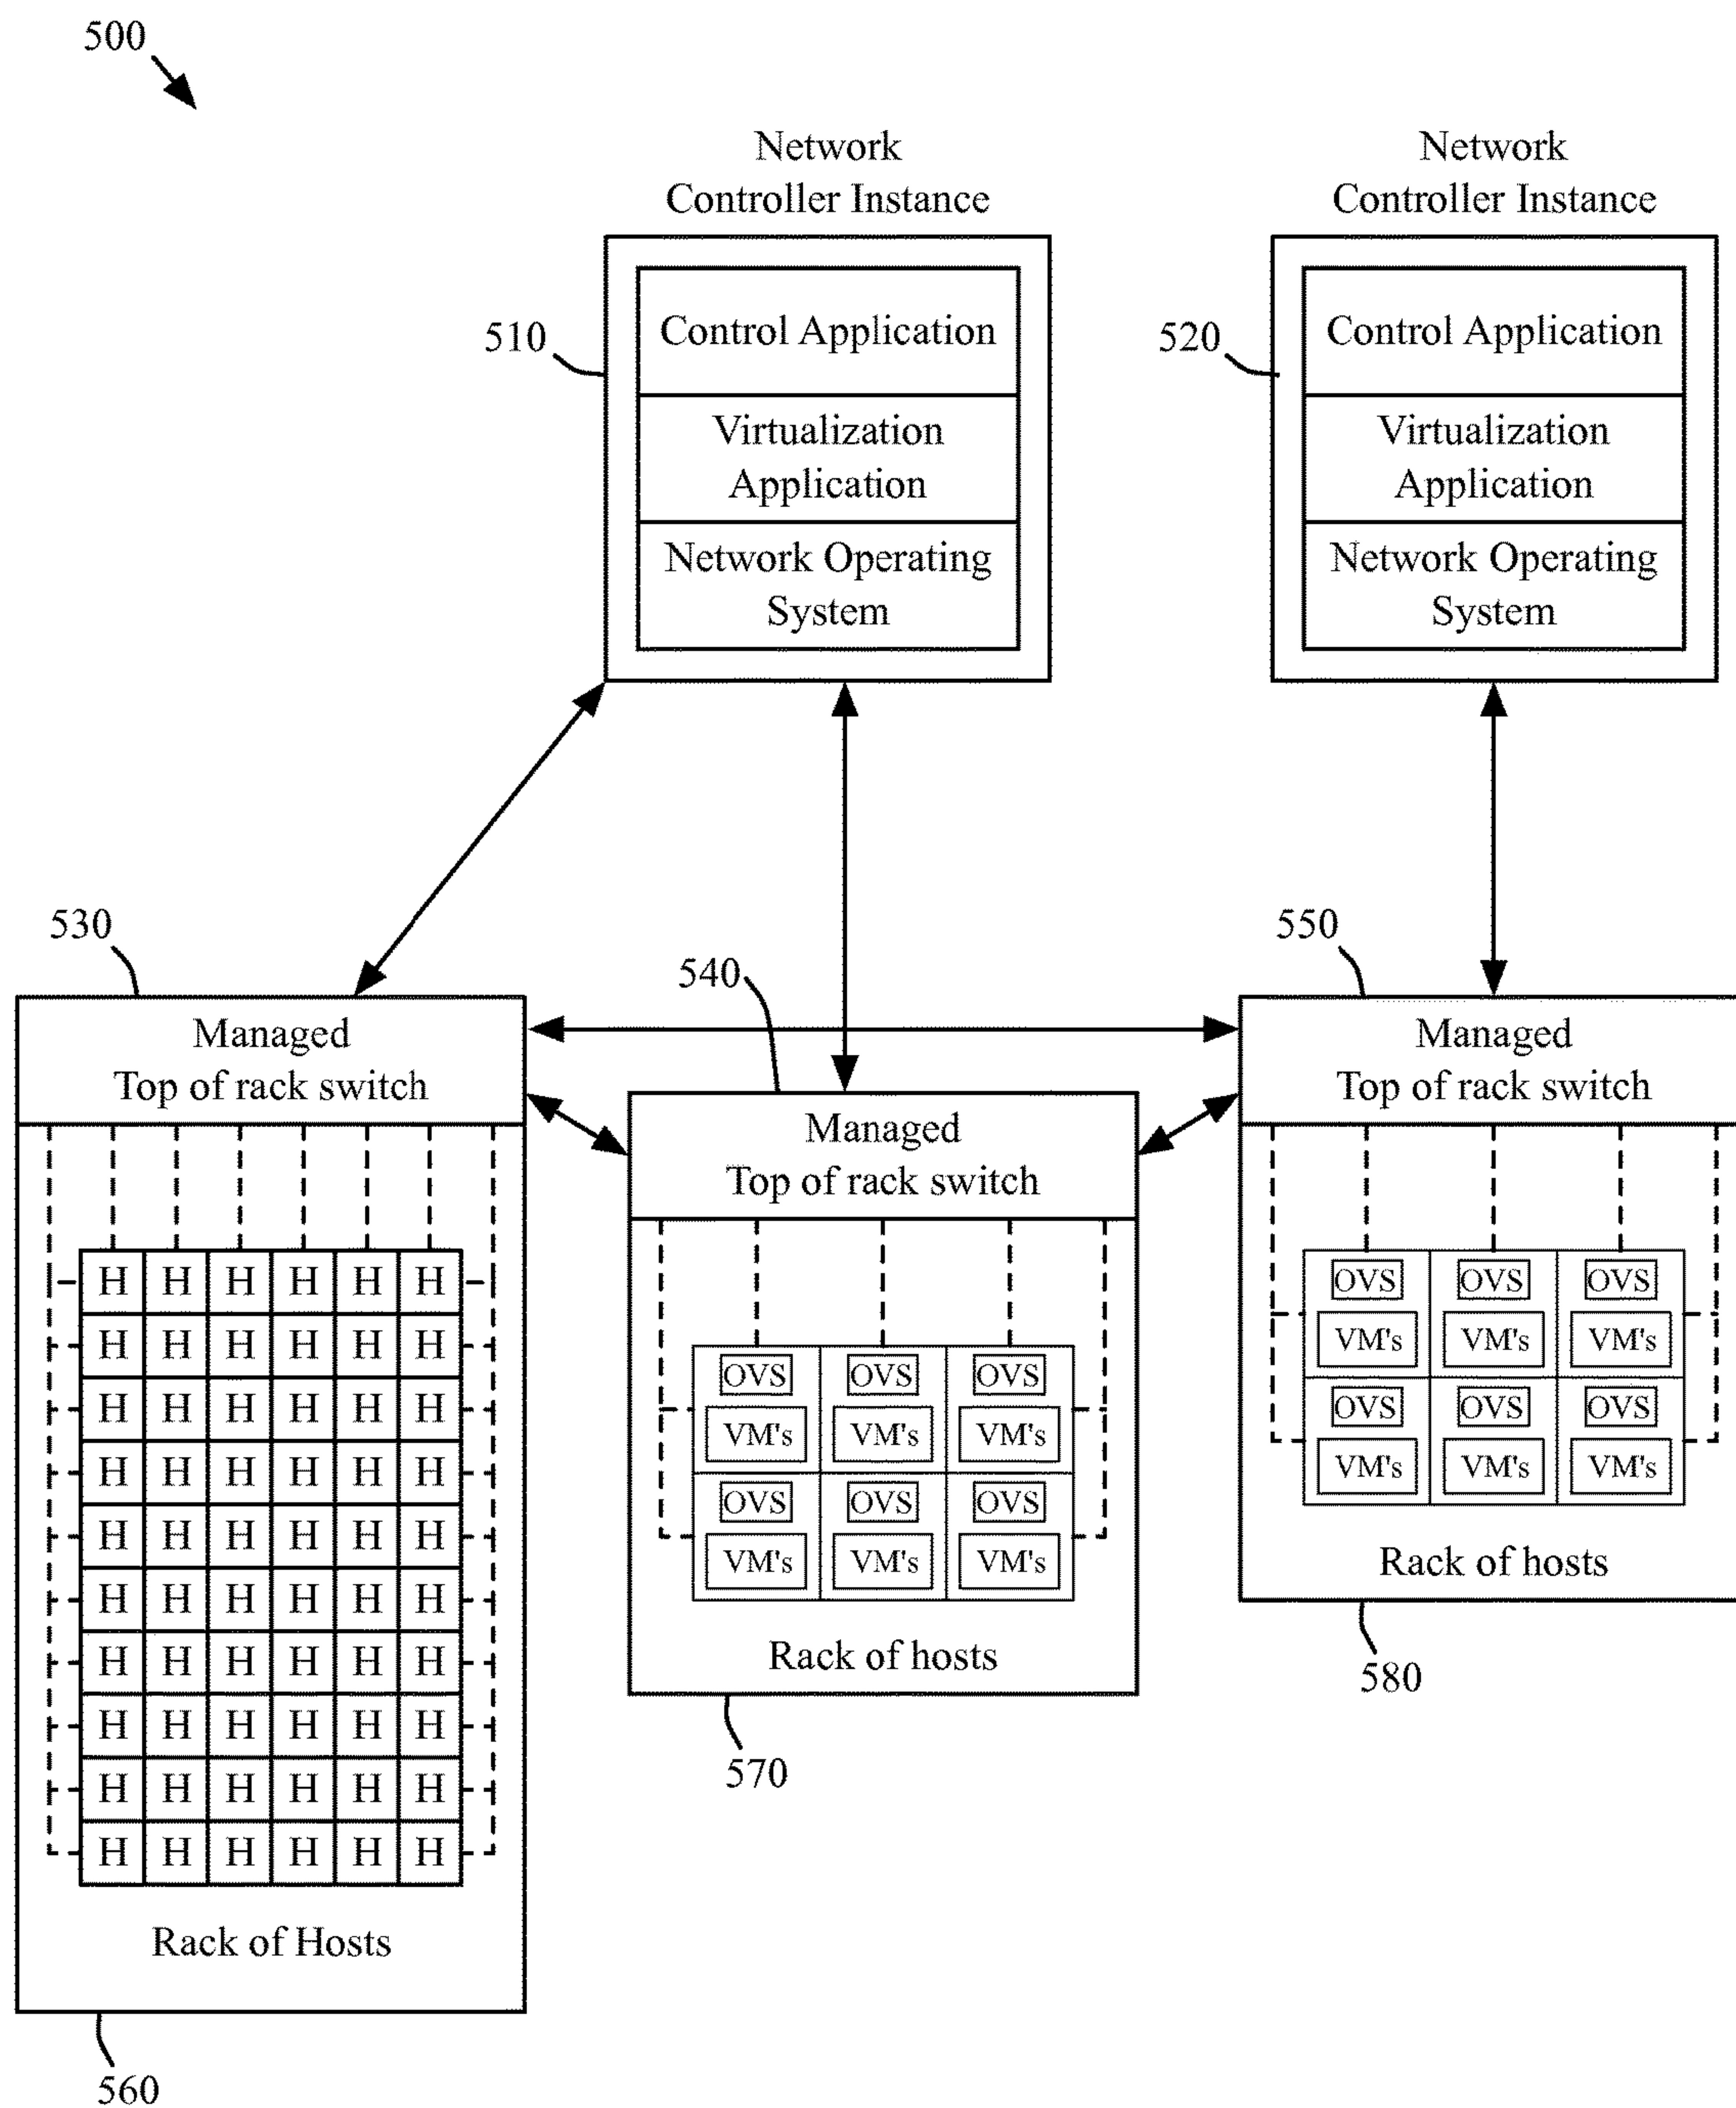 500
Network
Controller Instance
Network
Controller Instance
510
Control Application
Virtualization
Application
Network Operating
System
520
Control Application
Virtualization
Application
Network Operating
System
530
Managed
Top of rack switch
H H H H H H
H H H H H H
H H H H H H
H H H H H H
H H H H H H
H H H H H H
H H H H H H
H H H H H H
H H H H H H
H H H H H H
Rack of Hosts
560
540
Managed
Top of rack switch
OVS OVS OVS
VM's VM's VM's
OVS OVS OVS
VM's VM's VM's
Rack of hosts
570
550
Managed
Top of rack switch
OVS OVS OVS
VM's VM's VM's
OVS OVS OVS
VM's VM's VM's
Rack of hosts
580